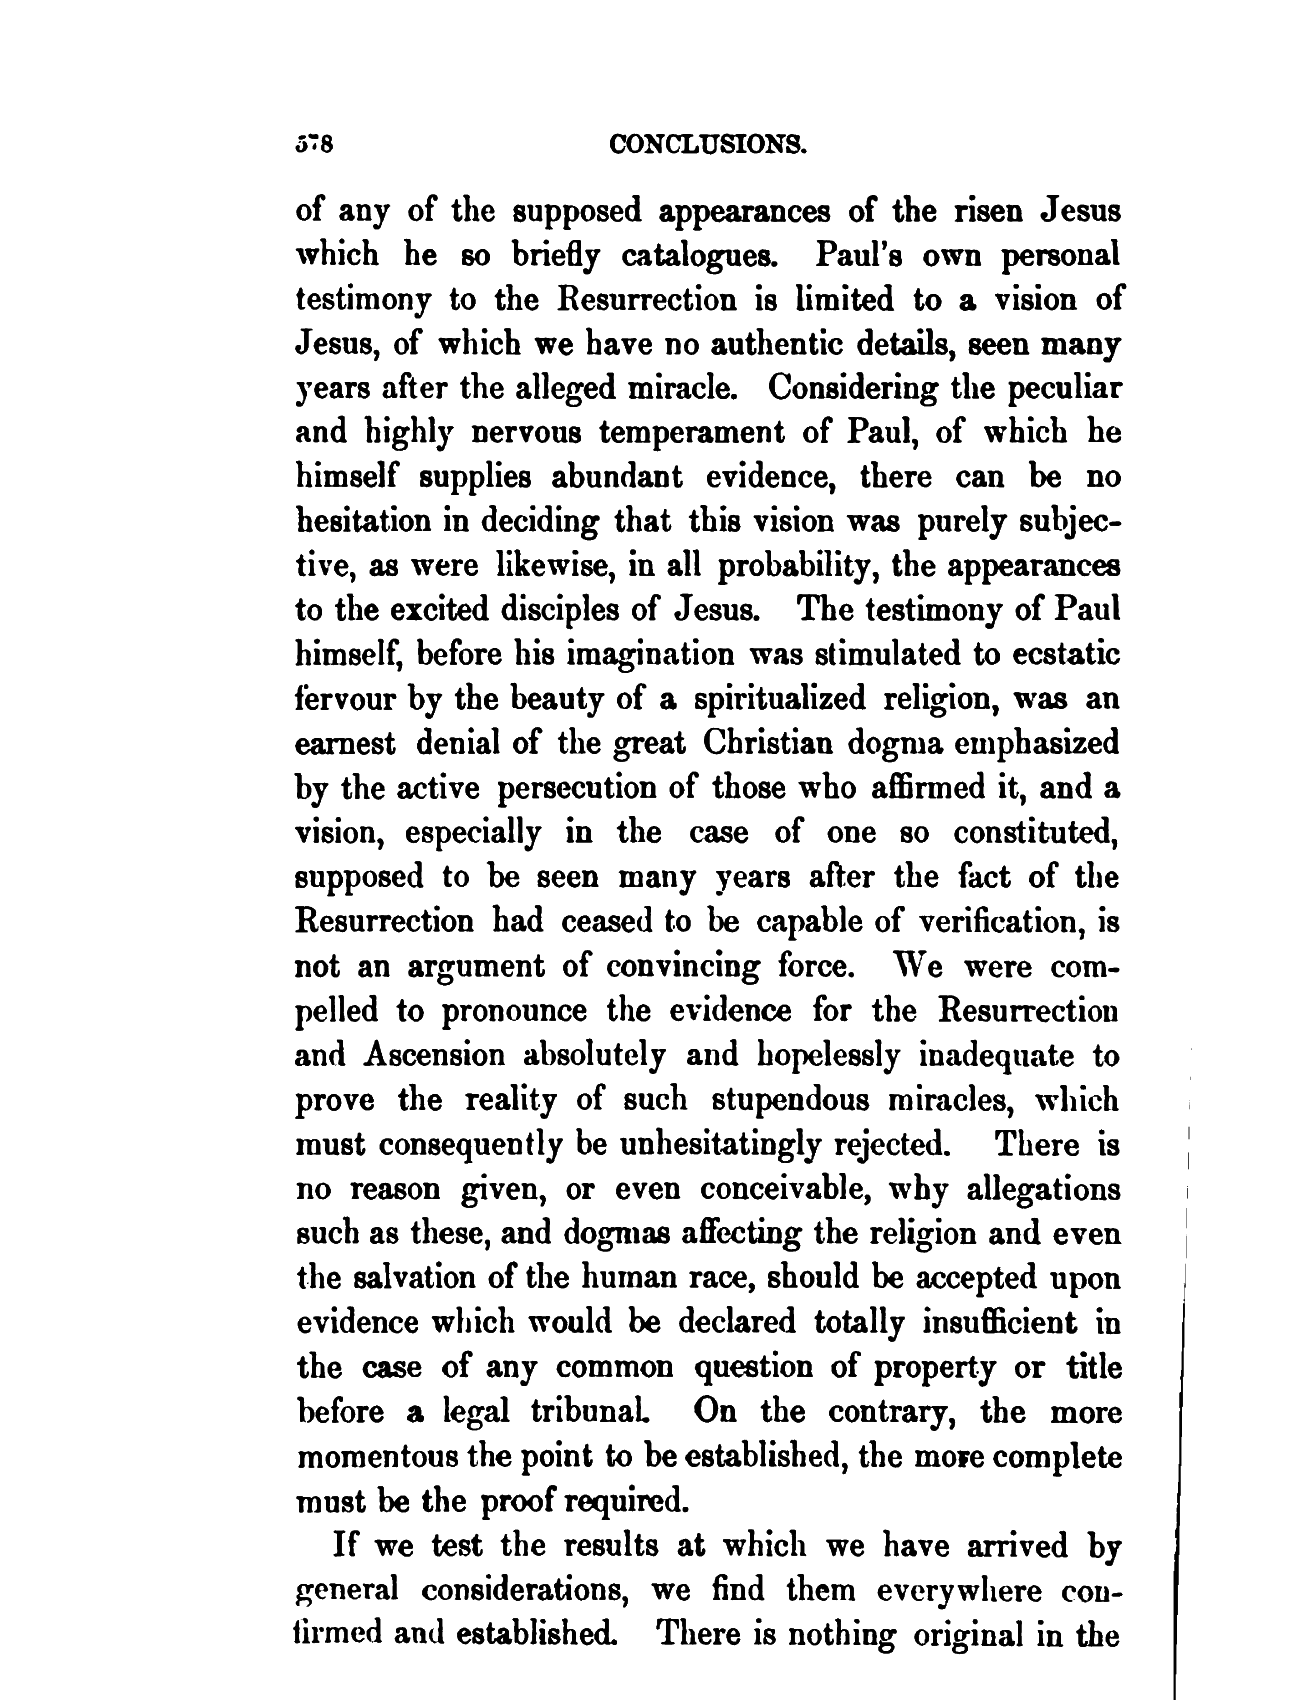 578 CONCLUSIONS.
of any of the supposed appearances of the risen Jesus
which he so briefly catalogues. Paul's own personal
testimony to the Resurrection is limited to a vision of
Jesus, of which we have no authentic details, seen many
years after the alleged miracle. Considering the peculiar
and highly nervous temperament of Paul, of which he
himself supplies abundant evidence, there can be no
hesitation in deciding that this vision was purely subjec-
tive, as were likewise, in all probability, the appearances
to the excited disciples of Jesus. The testimony of Paul
himself, before his imagination was stimulated to ecstatic
fervour by the beauty of a spiritualized religion, was an
earnest denial of the great Christian dogma emphasized
by the active persecution of those who affirmed it, and a
vision, especially in the case of one so constituted,
supposed to be seen many years after the fact of the
Resurrection had ceased to be capable of verification, is
not an argument of convincing force. We were com-
pelled to pronounce the evidence for the Resurrection
and Ascension absolutely and hopelessly inadequate to
prove the reality of such stupendous miracles, which
must consequently be unhesitatingly rejected. There is
no reason given, or even conceivable, why allegations
such as these, and dogmas affecting the religion and even
the salvation of the human race, should be accepted upon
evidence which would be declared totally insufficient in
the case of any common question of property or title
before a legal tribunal. On the contrary, the more
momentous the point to be established, the more complete
must be the proof required.
If we test the results at which we have arrived by
general considerations, we find them everywhere con-
firmed and established. There is nothing original in the